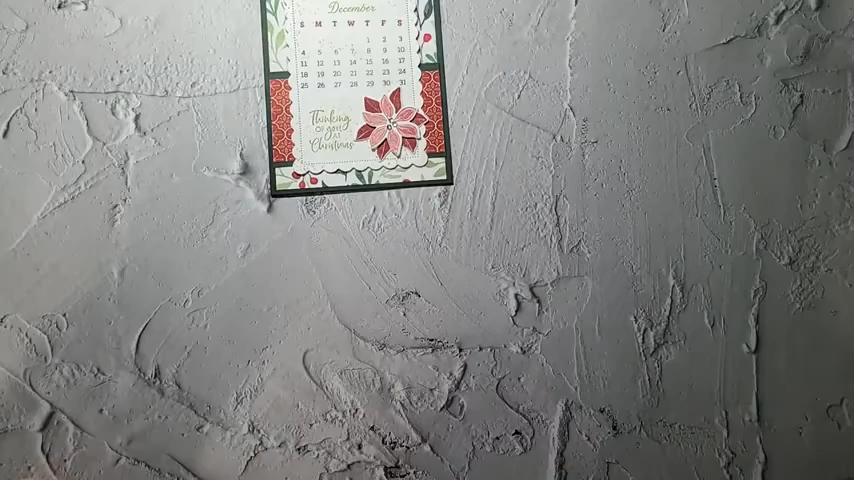 December
S M T W T F S
1 2 3
4 5 6 7 8 9 10
11 12 13 14 15 16 17
18 19 20 21 22 23 24
25 26 27 28 29 30 31
Thinking
OF you AT
Christmas